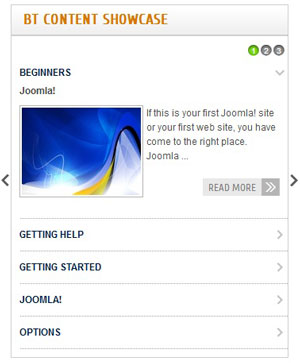 BT CONTENT SHOWCASE
1 2 3
BEGINNERS
Joomla!
If this is your first Joomla! site
or your first web site, you have
come to the right place.
Joomla ...
READ MORE
GETTING HELP
GETTING STARTED
JOOMLA!
OPTIONS